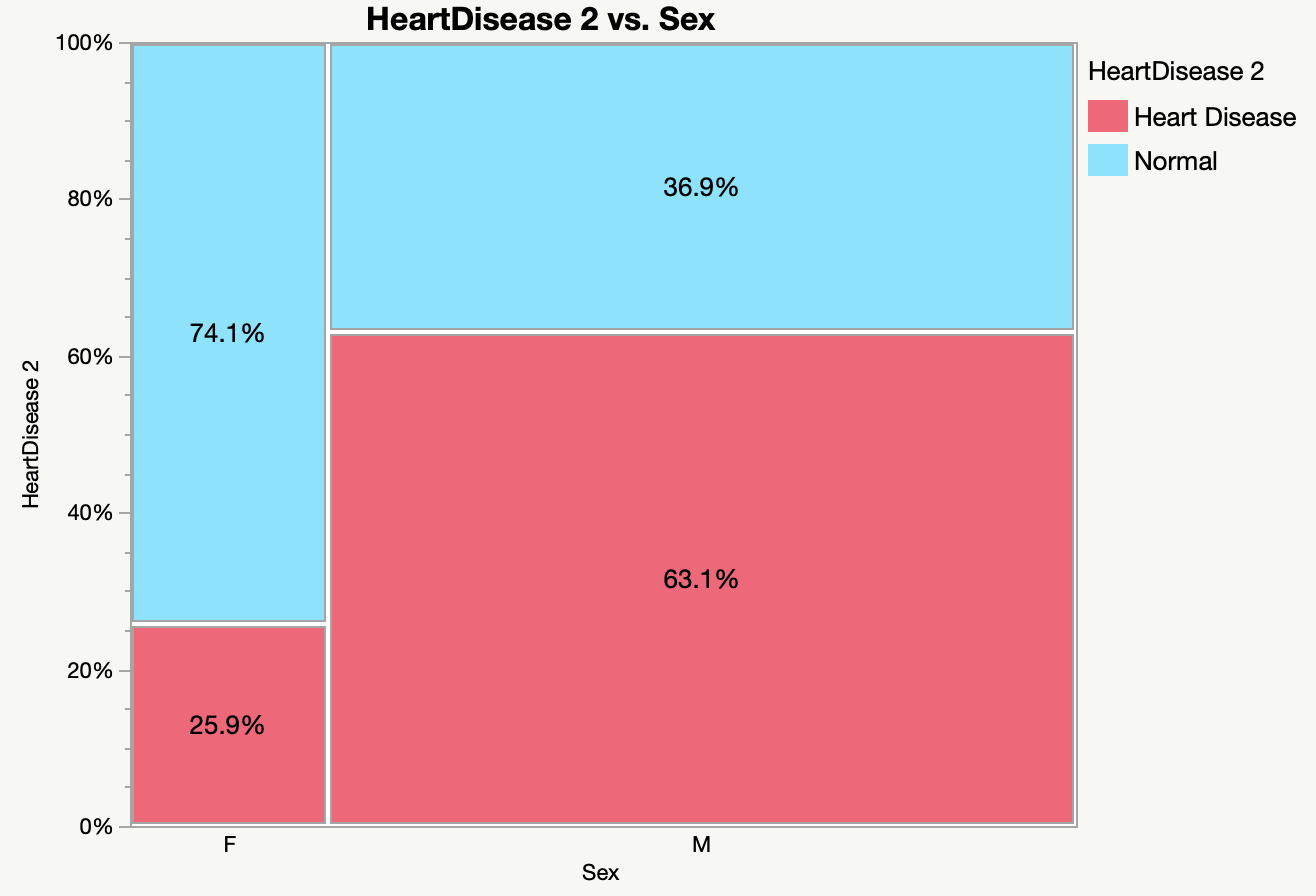 HeartDisease 2 vs. Sex
100%
80%
60%
40%
20%
0%
HeartDisease 2
74.1%
25.9%
36.9%
63.1%
F
M
Sex
HeartDisease 2
Heart Disease
Normal